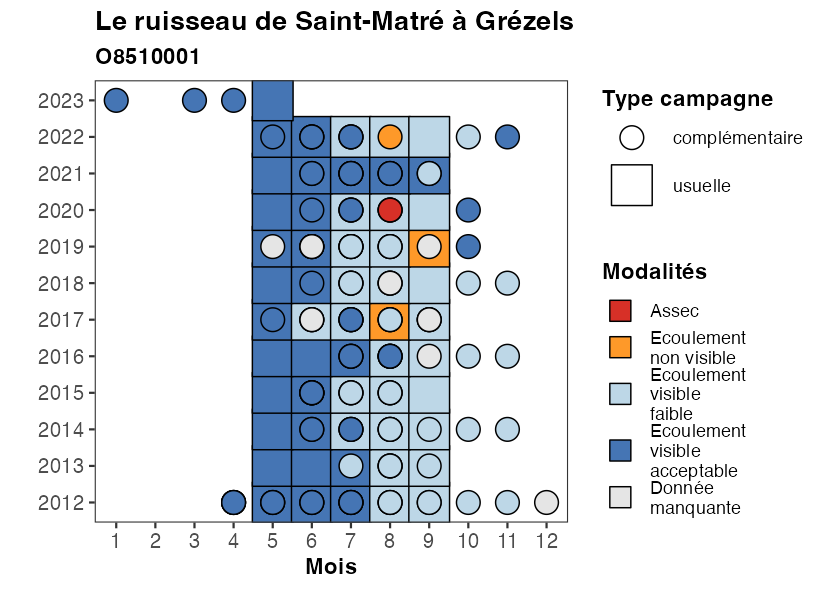 Le ruisseau de Saint-Matré à Grézels
O8510001
2023
2022
2021
2020
2019
2018
2017
2016
2015
2014
2013
2012
1 2 3 4 5 6 7 8 9 10 11 12
Mois
Type campagne
complémentaire
usuelle
Modalités
Assec
Ecoulement
non visible
Ecoulement
visible
faible
Ecoulement
visible
acceptable
Donnée
manquante